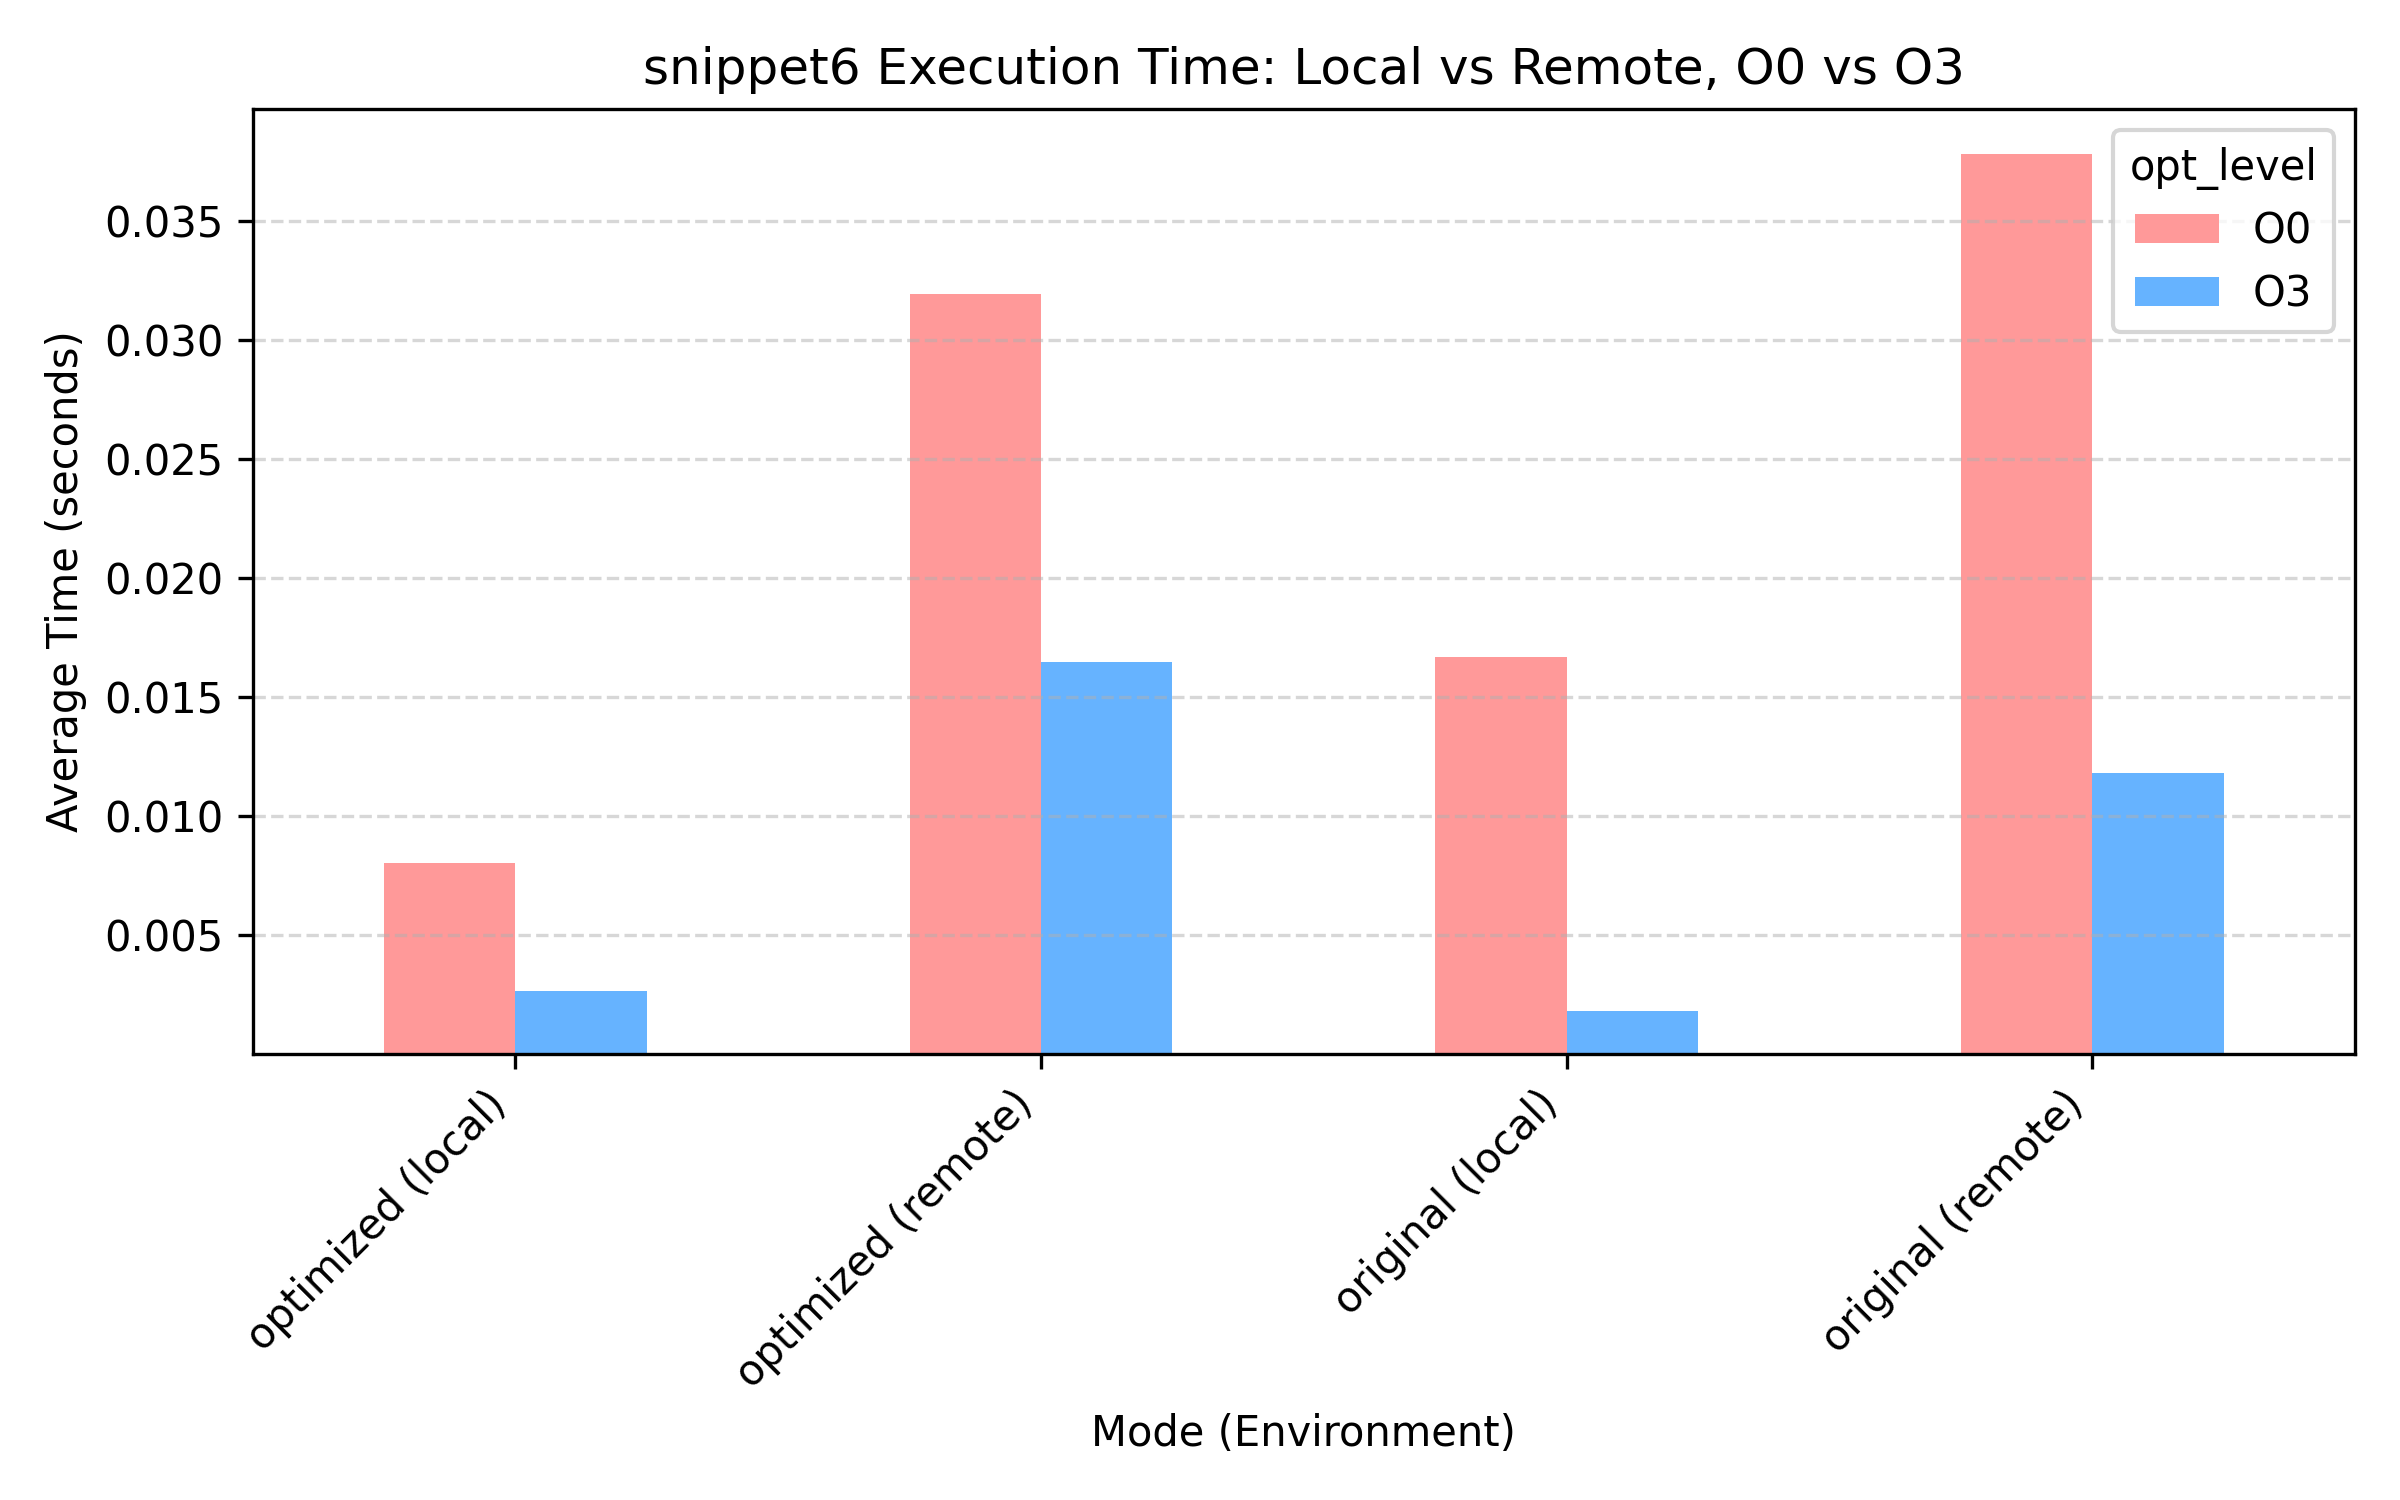 snippet6 Execution Time: Local vs Remote, O0 vs O3
opt_level
O0
O3
Average Time (seconds)
0.035
0.030
0.025
0.020
0.015
0.010
0.005
optimized (local)
optimized (remote)
original (local)
original (remote)
Mode (Environment)